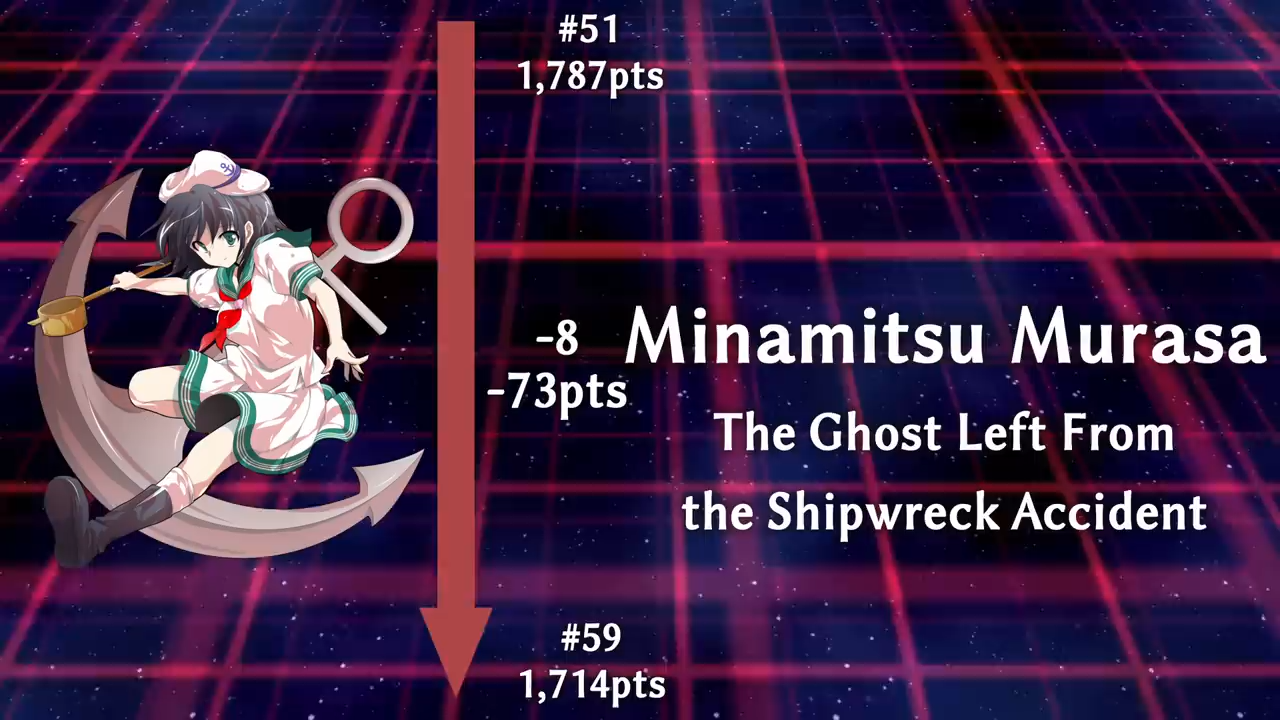 #51
1,787pts
-8
-73pts
Minamitsu Murasa
The Ghost Left From
the Shipwreck Accident
#59
1,714pts